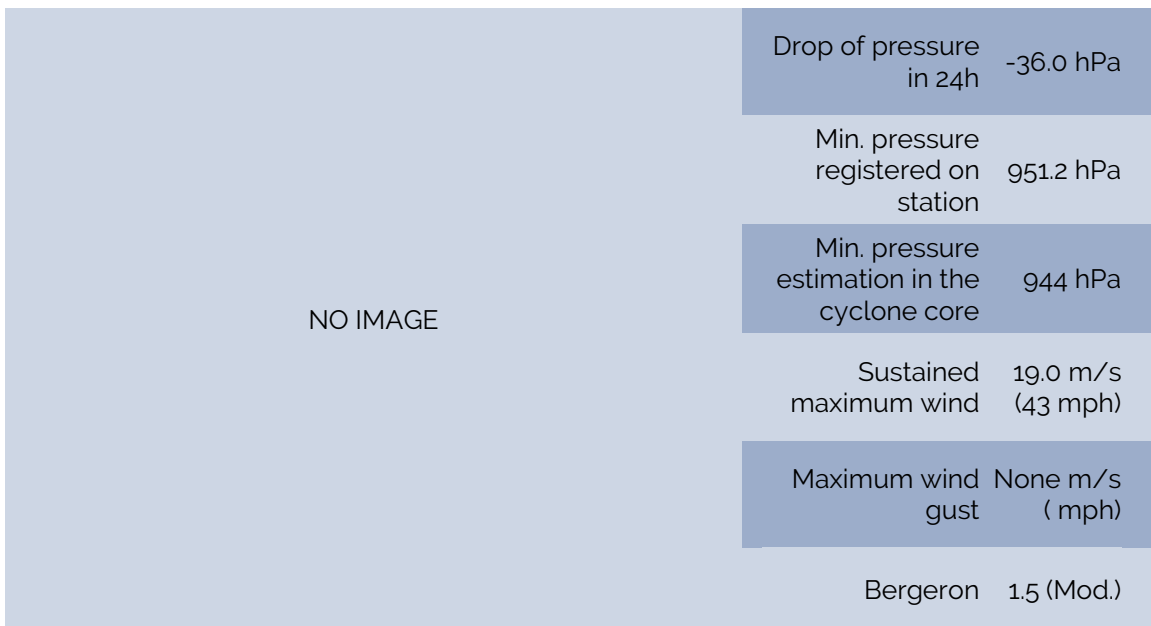 NO IMAGE
Drop of pressure
in 24h
-36.0 hPa
Min. pressure
registered on
station
951.2 hPa
Min. pressure
estimation in the
cyclone core
944 hPa
Sustained
maximum wind
19.0 m/s
(43 mph)
Maximum wind
gust
None m/s
( mph)
Bergeron
1.5 (Mod.)